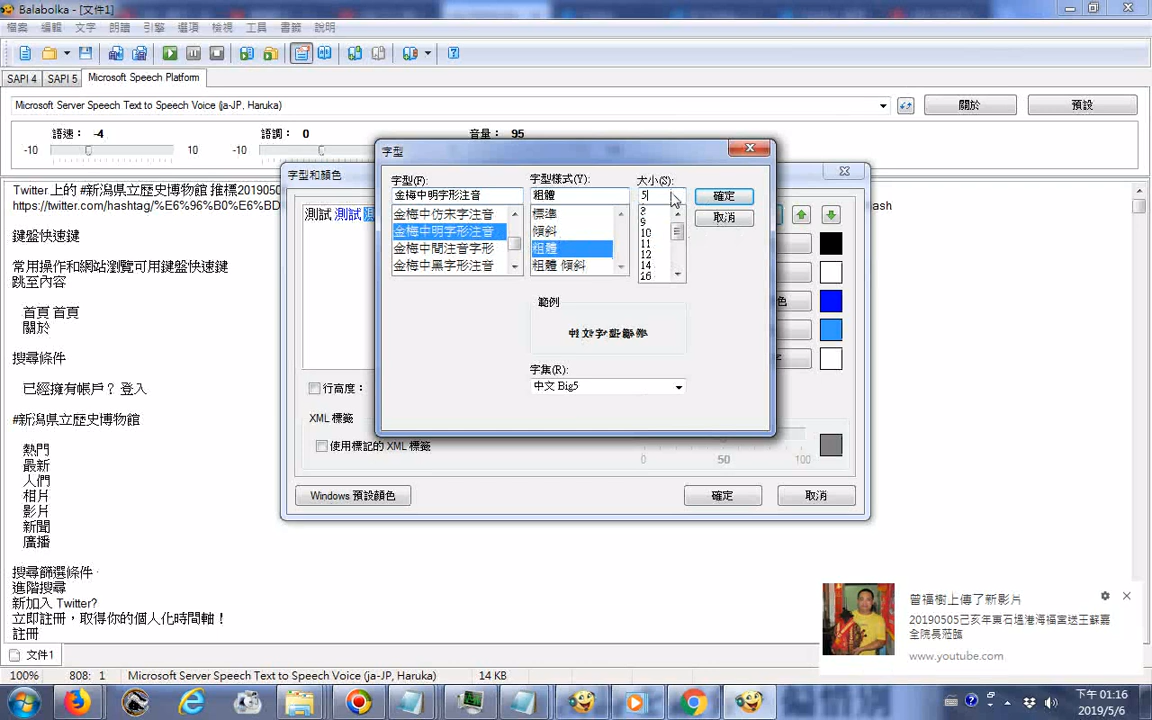 Balabolka - [文件1]
檔案 編輯 文字 朗讀 引擎 選項 檢視 工具 書籤 說明
SAPI 4 SAPI 5 Microsoft Speech Platform
Microsoft Server Speech Text to Speech Voice (ja-JP, Haruka) 關於 預設
語速： -4 語調： 0 音量： 95
-10 10 -10
Twitter 上的 #新潟県立歴史博物館 推標2019050
https://twitter.com/hashtag/%E6%96%B0%E6%BD ash
鍵盤快速鍵
常用操作和網站瀏覽可用鍵盤快速鍵
跳至內容
首頁 首頁
關於
搜尋條件
已經擁有帳戶？ 登入
#新潟県立歴史博物館
熱門
最新
人們
相片
影片
新聞
廣播
搜尋篩選條件
進階搜尋
新加入 Twitter?
立即註冊，取得你的個人化時間軸！
註冊
字型和顏色
測試 測試
色
行高度：
XML 標籤
使用標記的 XML 標籤
0 50 100
Windows 預設顏色 確定 取消
字型
字型(F): 字型樣式(Y): 大小(S):
金梅中明字形注音 粗體 5 確定
金梅中仿宋字注音 標準 8
金梅中明字形注音 傾斜 9 取消
金梅中間注音字形 粗體 10
金梅中黑字形注音 粗體 傾斜 11
12
14
16
範例
中文字型範例
字集(R):
中文 Big5
曾福樹上傳了新影片
20190505己亥年東石塭港海福宮送王蘇嘉
全院長蒞臨
www.youtube.com
文件1
100% 808: 1 Microsoft Server Speech Text to Speech Voice (ja-JP, Haruka) 14 KB
下午 01:16
2019/5/6